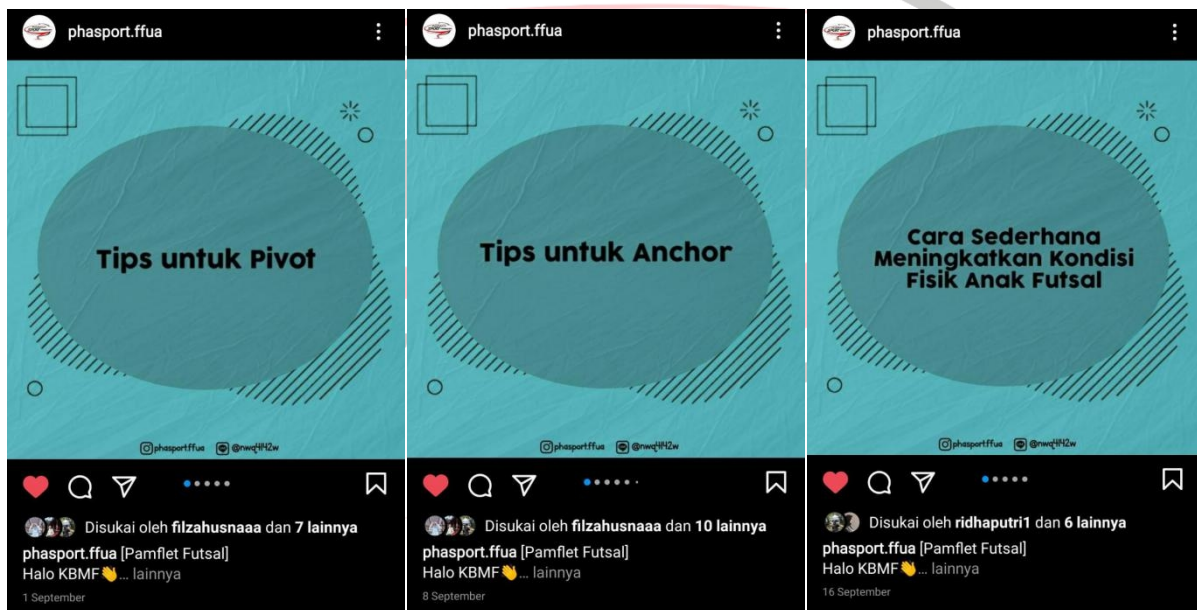 phasport.ffua
Tips untuk Pivot
phasport.ffua @nwq4142w
Disukai oleh filzahusnaaa dan 7 lainnya
phasport.ffua [Pamflet Futsal]
Halo KBMF👋... lainnya
1 September
phasport.ffua
Tips untuk Anchor
phasport.ffua @nwq4142w
Disukai oleh filzahusnaaa dan 10 lainnya
phasport.ffua [Pamflet Futsal]
Halo KBMF👋... lainnya
8 September
phasport.ffua
Cara Sederhana
Meningkatkan Kondisi
Fisik Anak Futsal
phasport.ffua @nwq4142w
Disukai oleh ridhaputri1 dan 6 lainnya
phasport.ffua [Pamflet Futsal]
Halo KBMF👋... lainnya
16 September